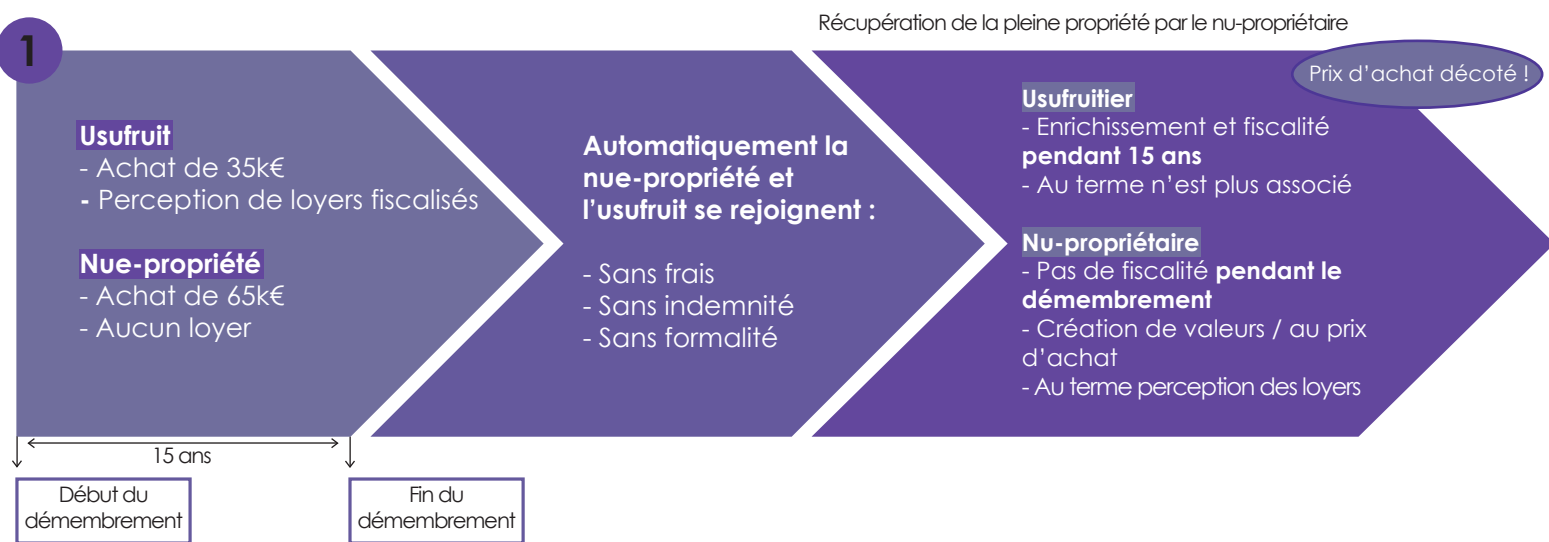 Récupération de la pleine propriété par le nu-propriétaire
1
Prix d’achat décoté !
Usufruit
- Achat de 35k€
- Perception de loyers fiscalisés
Nue-propriété
- Achat de 65k€
- Aucun loyer
Automatiquement la
nue-propriété et
l’usufruit se rejoignent :
- Sans frais
- Sans indemnité
- Sans formalité
Usufruitier
- Enrichissement et fiscalité
pendant 15 ans
- Au terme n’est plus associé
Nu-propriétaire
- Pas de fiscalité pendant le
démembrement
- Création de valeurs / au prix
d’achat
- Au terme perception des loyers
15 ans
Début du
démembrement
Fin du
démembrement